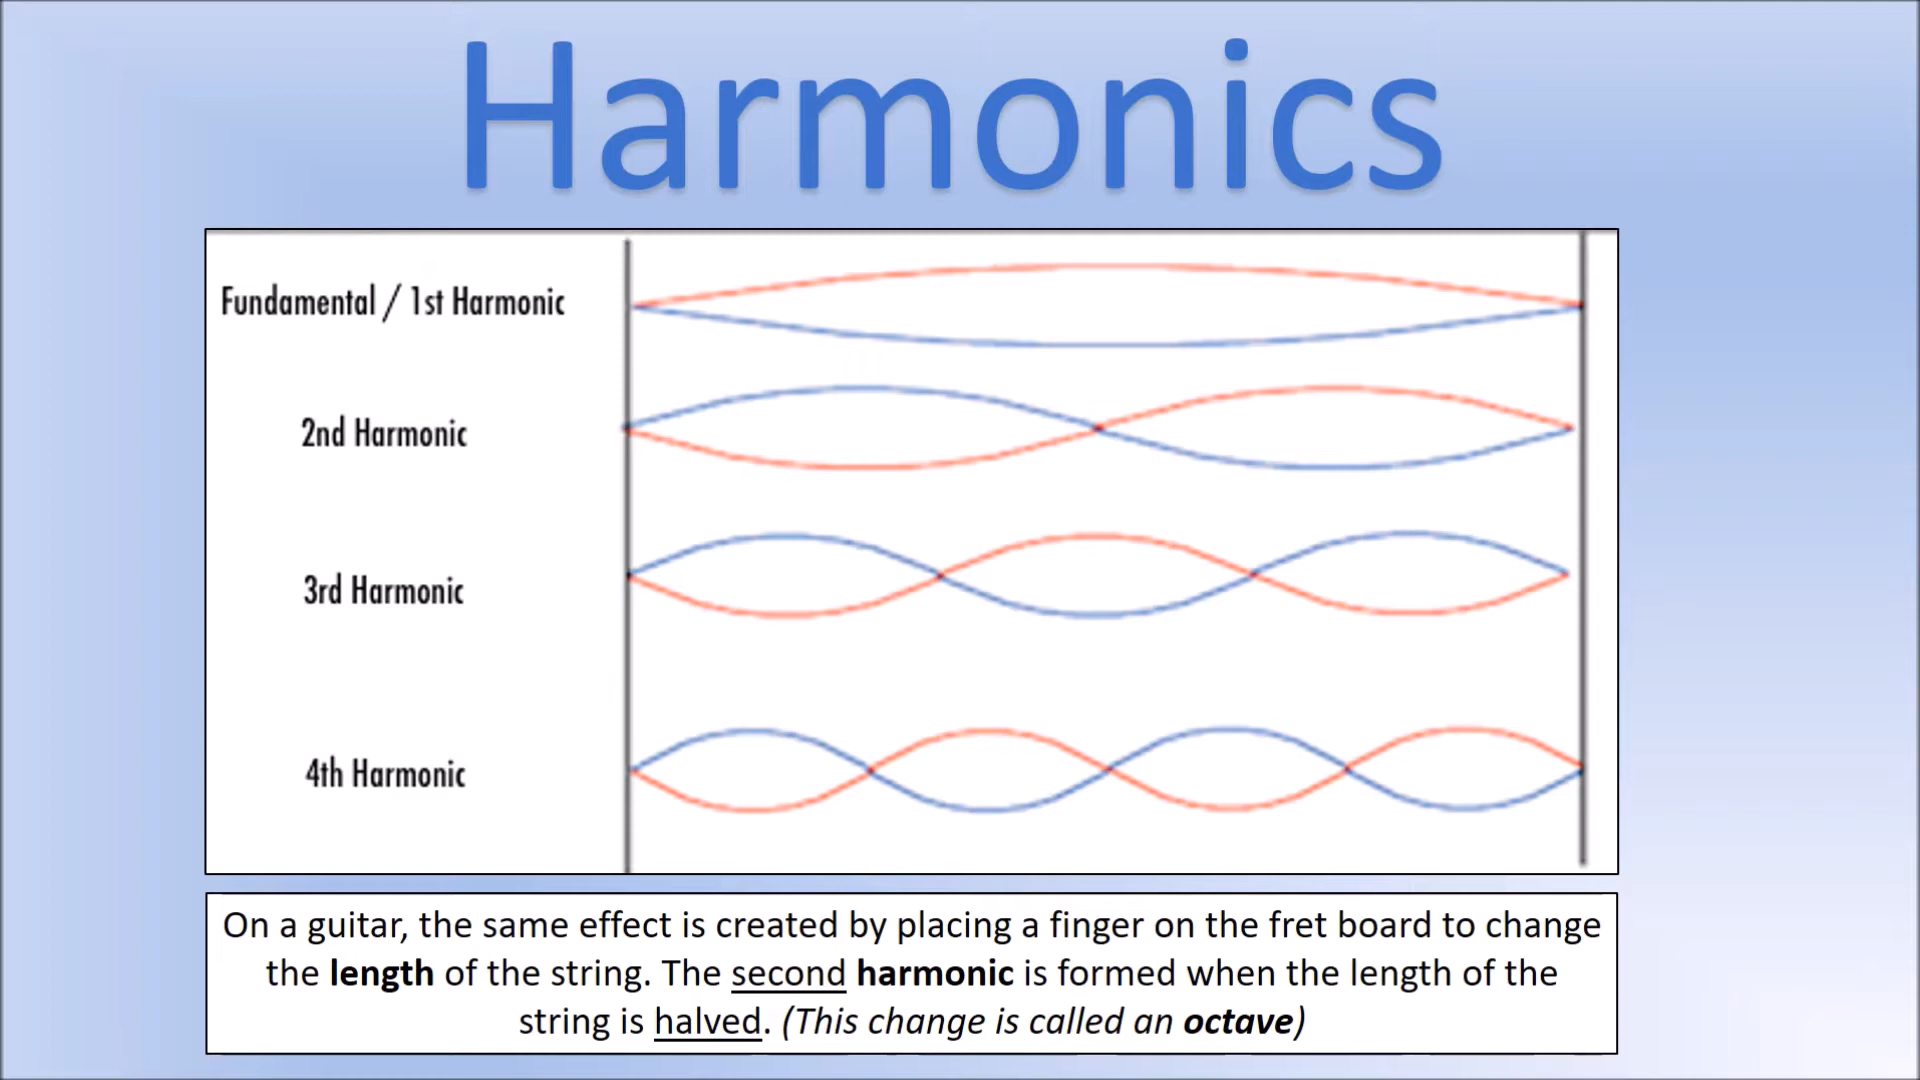 Harmonics
Fundamental / 1st Harmonic
2nd Harmonic
3rd Harmonic
4th Harmonic
On a guitar, the same effect is created by placing a finger on the fret board to change
the length of the string. The second harmonic is formed when the length of the
string is halved. (This change is called an octave)